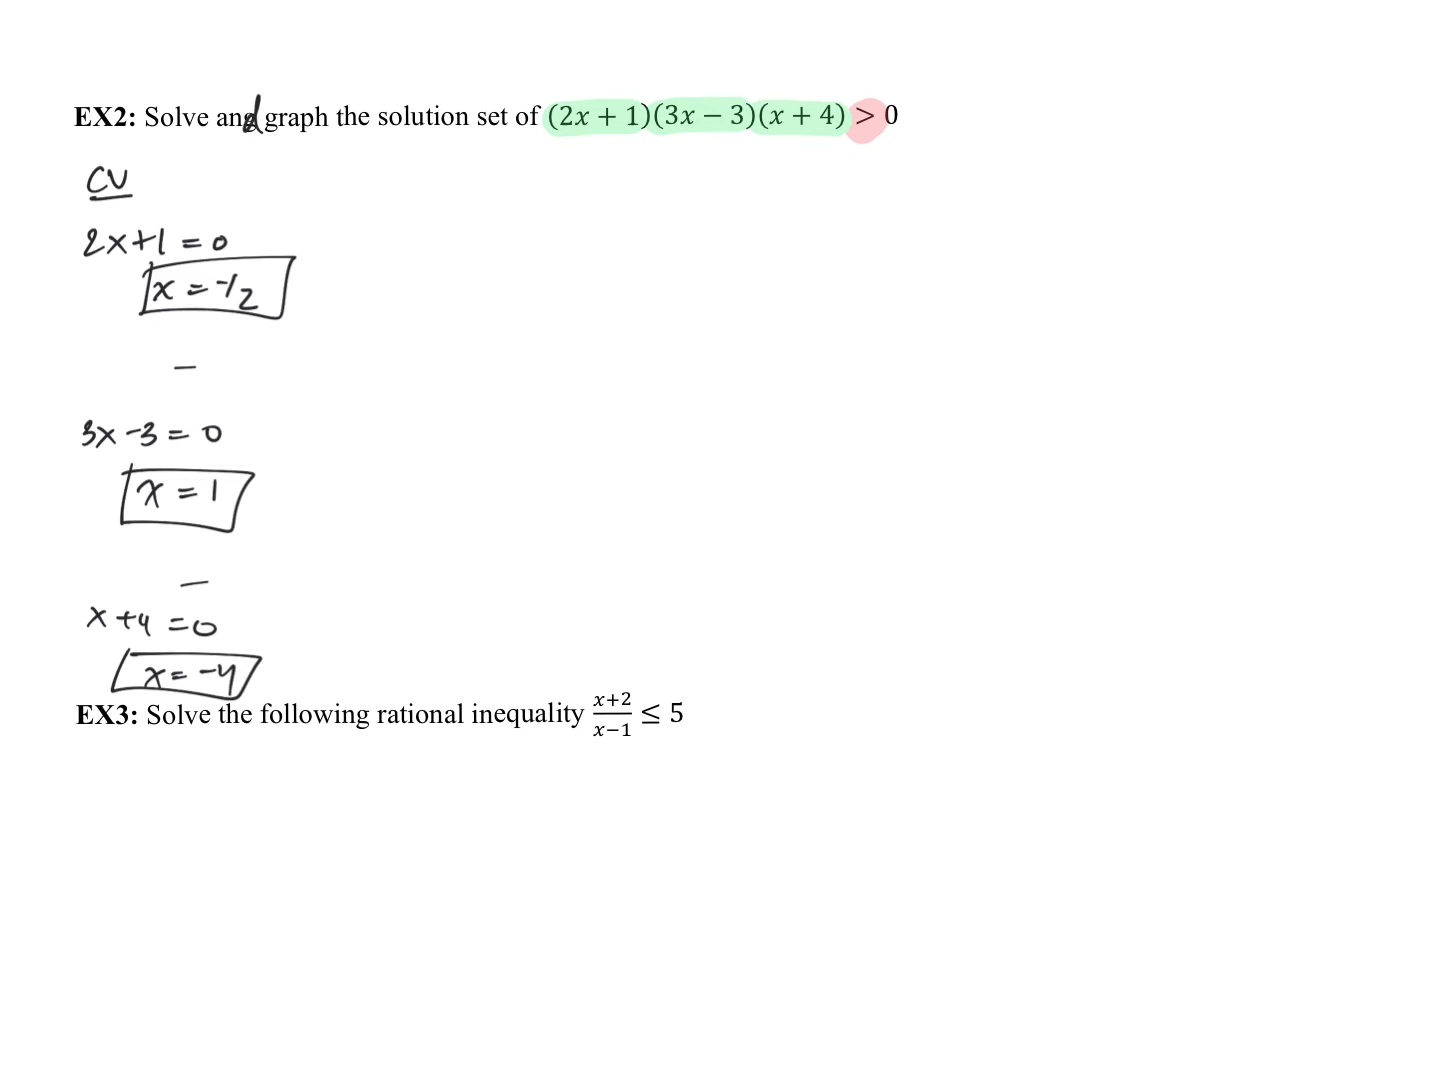 EX2: Solve and graph the solution set of (2x + 1)(3x − 3)(x + 4) > 0
CV
2x+1 = 0
x = -1/2
3x -3 = 0
x = 1
x +4 = 0
x = -4
EX3: Solve the following rational inequality \frac{x+2}{x−1} ≤ 5